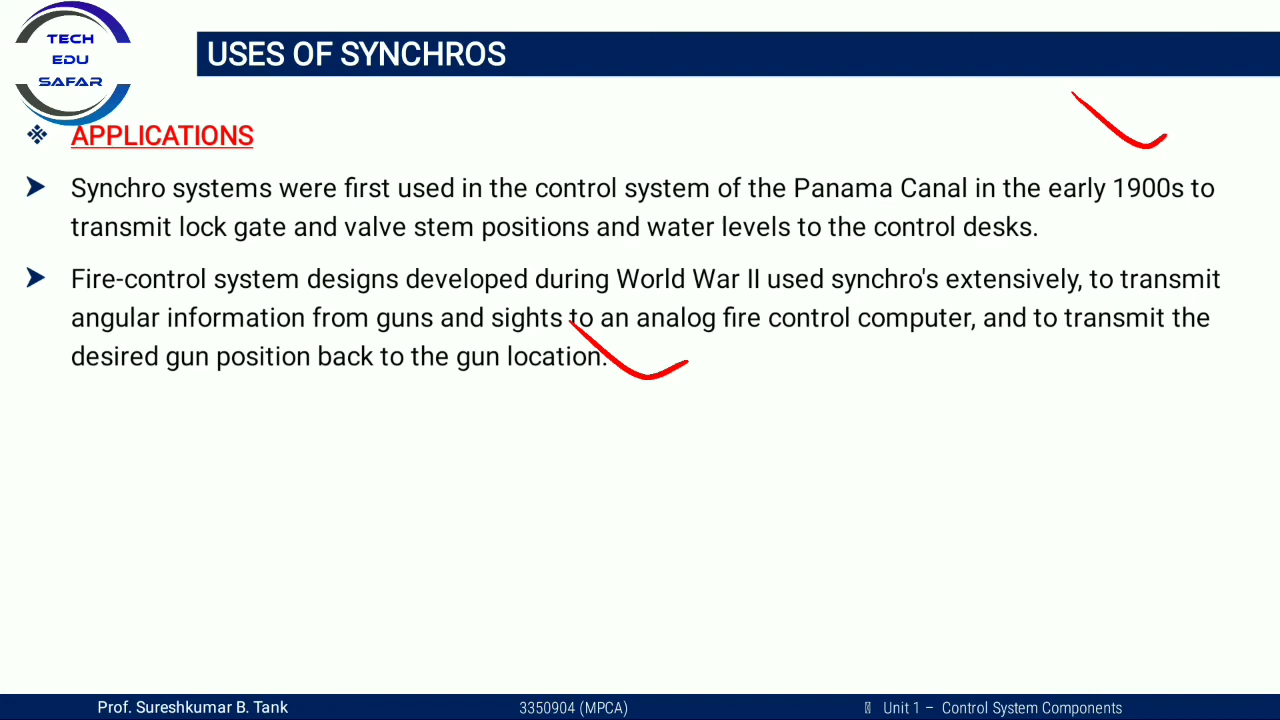 TECH
EDU
SAFAR
USES OF SYNCHROS
APPLICATIONS
Synchro systems were first used in the control system of the Panama Canal in the early 1900s to
transmit lock gate and valve stem positions and water levels to the control desks.
Fire-control system designs developed during World War II used synchro's extensively, to transmit
angular information from guns and sights to an analog fire control computer, and to transmit the
desired gun position back to the gun location.
Prof. Sureshkumar B. Tank 3350904 (MPCA) Unit 1 – Control System Components